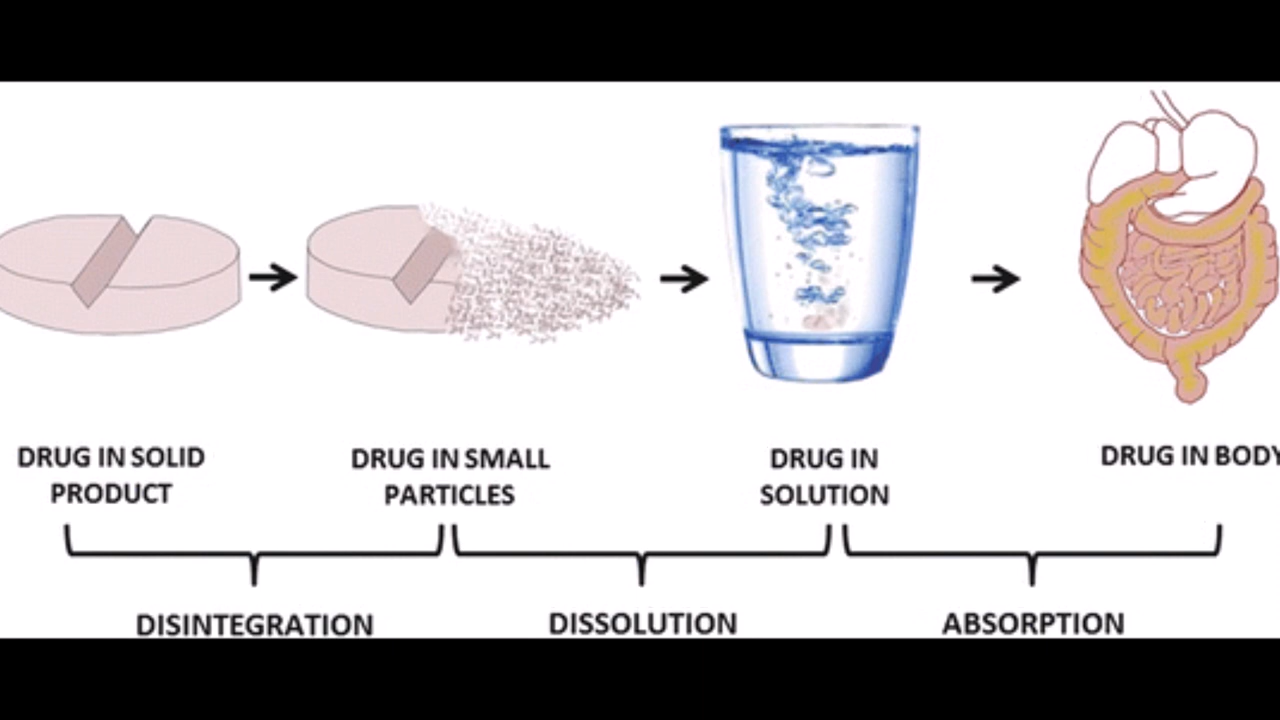 DRUG IN SOLID
PRODUCT
DRUG IN SMALL
PARTICLES
DRUG IN
SOLUTION
DRUG IN BODY
DISINTEGRATION
DISSOLUTION
ABSORPTION